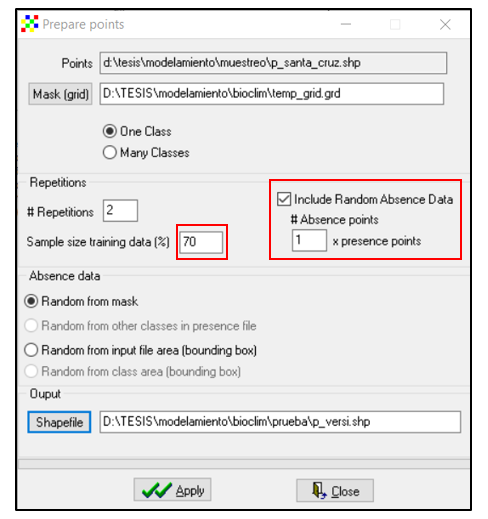 Prepare points
Points d:\tesis\modelamiento\muestreo\p_santa_cruz.shp
Mask (grid) D:\TESIS\modelamiento\bioclim\temp_grid.grd
One Class
Many Classes
Repetitions
# Repetitions 2
Sample size training data (%) 70
Include Random Absence Data
# Absence points
1 x presence points
Absence data
Random from mask
Random from other classes in presence file
Random from input file area (bounding box)
Random from class area (bounding box)
Ouput
Shapefile D:\TESIS\modelamiento\bioclim\prueba\p_versi.shp
Apply Close